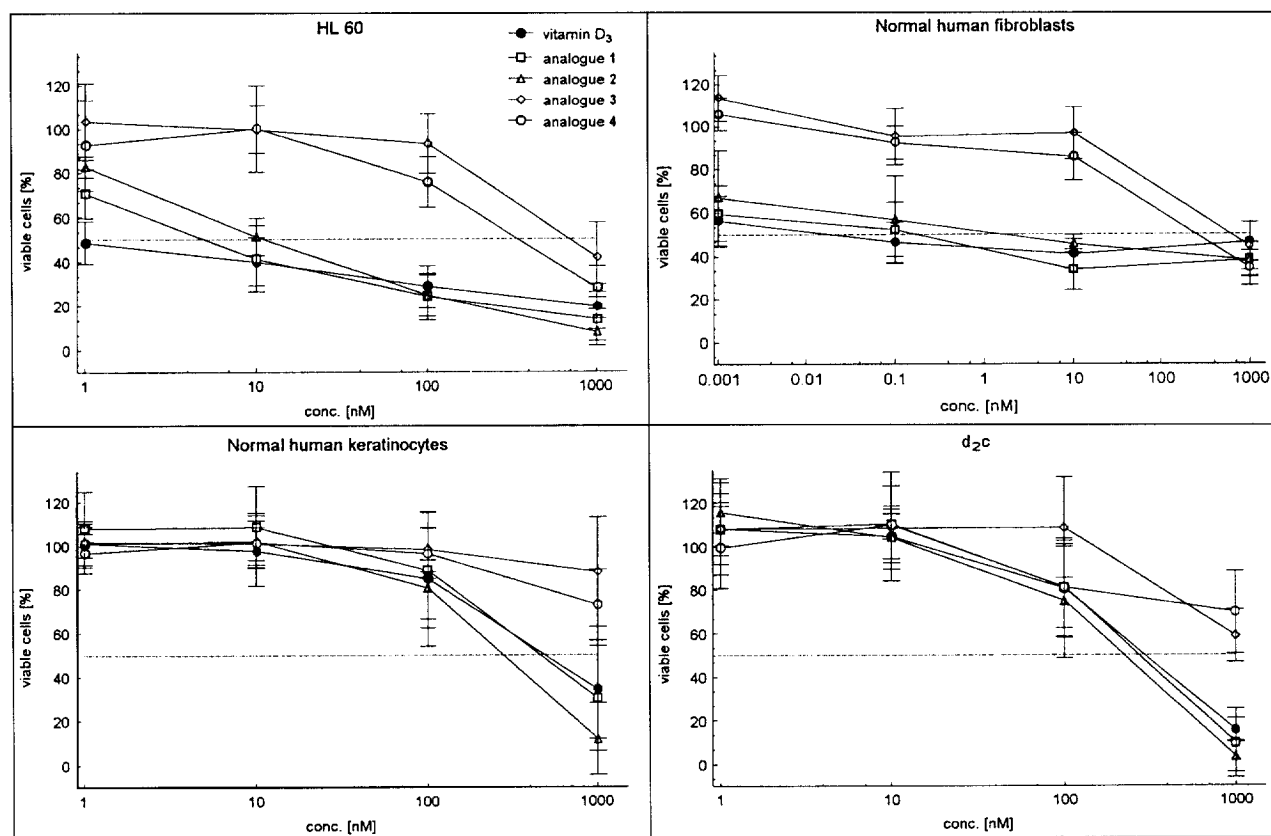 HL 60
vitamin D₃
analogue 1
analogue 2
analogue 3
analogue 4
viable cells [%]
120
100
80
60
40
20
0
1
10
100
1000
conc. [nM]
Normal human fibroblasts
viable cells [%]
120
100
80
60
40
20
0
0.001
0.01
0.1
1
10
100
1000
conc. [nM]
Normal human keratinocytes
viable cells [%]
120
100
80
60
40
20
0
1
10
100
1000
conc. [nM]
d₂c
viable cells [%]
120
100
80
60
40
20
0
1
10
100
1000
conc. [nM]